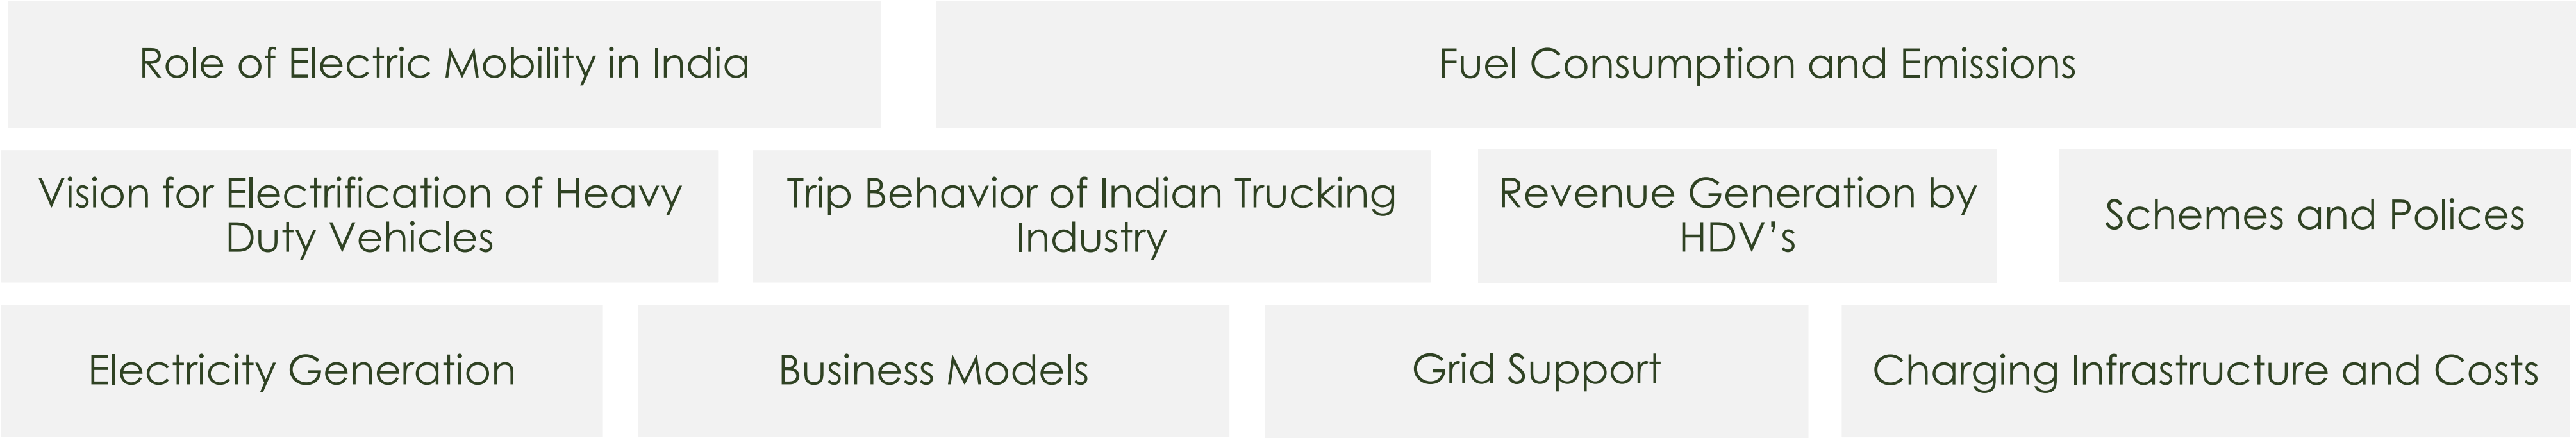 Role of Electric Mobility in India
Fuel Consumption and Emissions
Vision for Electrification of Heavy
Duty Vehicles
Trip Behavior of Indian Trucking
Industry
Revenue Generation by
HDV’s
Schemes and Polices
Electricity Generation
Business Models
Grid Support
Charging Infrastructure and Costs